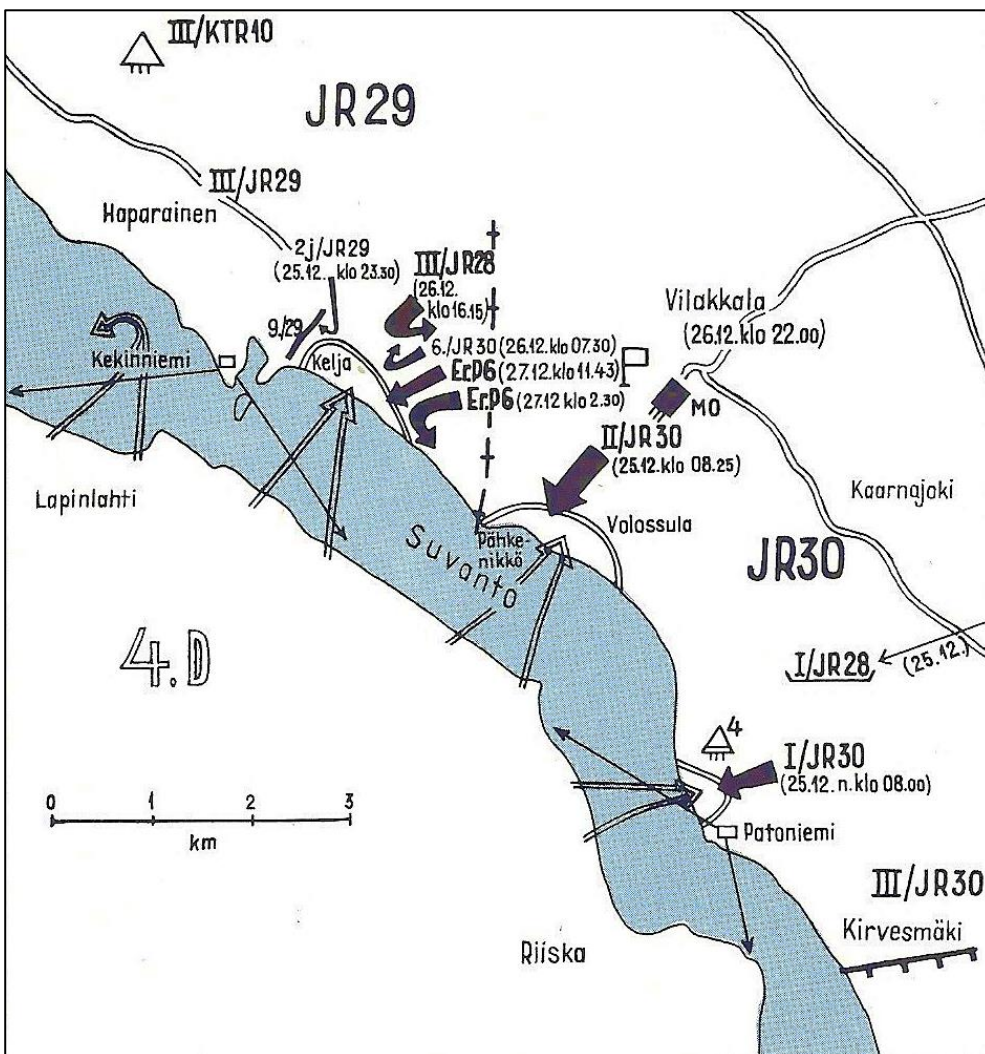 III/KTR10
JR29
III/JR29
Haparainen
2j/JR29
(25.12. klo 23.30)
III/JR28
(26.12.
klo 16.15)
9./29
Kelja
Kekinniemi
6./JR30 (26.12. klo 07.30)
Er.P6 (27.12. klo 11.43)
Er.P6 (27.12 klo 2.30)
Vilakkala
(26.12. klo 22.00)
MO
II/JR30
(25.12. klo 08.25)
Lapinlahti
Kaarnajoki
Volossula
Pähke-
nikkö
Suvanto
JR30
4.D
I/JR28
(25.12.)
4
I/JR30
(25.12. n. klo 08.00)
Patoniemi
0 1 2 3
km
III/JR30
Kirvesmäki
Riiska